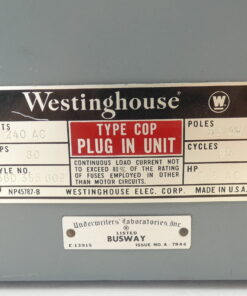 Westinghouse
W
TYPE COP
POLES
240 AC
PLUG IN UNIT
CYCLES
CONTINUOUS LOAD CURRENT NOT
TO EXCEED 80% OF THE RATING
OF FUSES EMPLOYED IN OTHER
THAN MOTOR CIRCUITS.
HP
NP45787-B
WESTINGHOUSE ELEC. CORP.
MADE IN U.S.A.
Underwriters' Laboratories, Inc.
LISTED
BUSWAY
ISSUE NO. A-7944